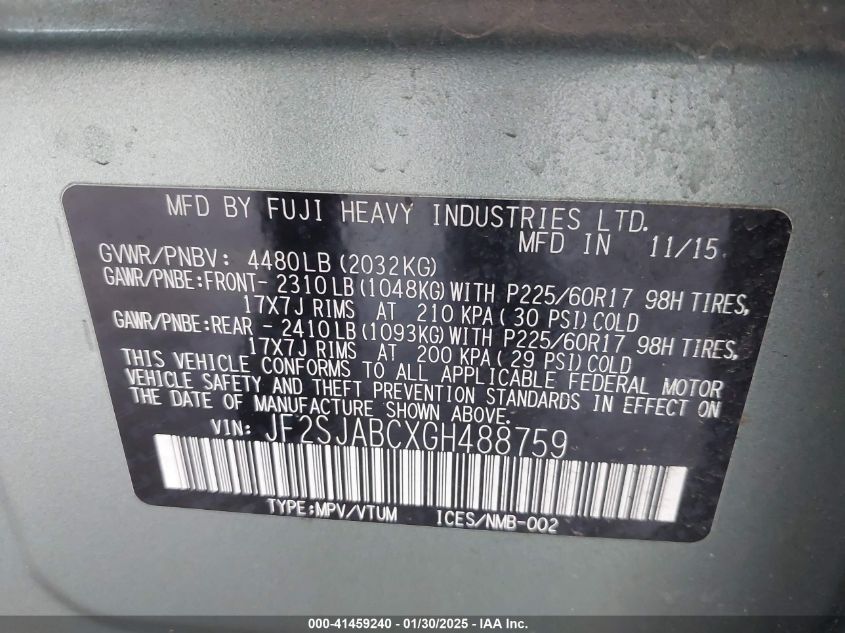 MFD BY FUJI HEAVY INDUSTRIES LTD.
MFD IN 11/15
GVWR/PNBV: 4480LB(2032KG)
GAWR/PNBE:FRONT- 2310LB(1048KG)WITH P225/60R17 98H TIRES,
17X7J RIMS AT 210 KPA(30 PSI)COLD
GAWR/PNBE:REAR - 2410LB(1093KG)WITH P225/60R17 98H TIRES,
17X7J RIMS AT 200 KPA(29 PSI)COLD
THIS VEHICLE CONFORMS TO ALL APPLICABLE FEDERAL MOTOR
VEHICLE SAFETY AND THEFT PREVENTION STANDARDS IN EFFECT ON
THE DATE OF MANUFACTURE SHOWN ABOVE.
VIN: JF2SJABCXGH488759
TYPE:MPV/VTUM ICES/NMB-002
000-41459240 - 01/30/2025 - IAA Inc.